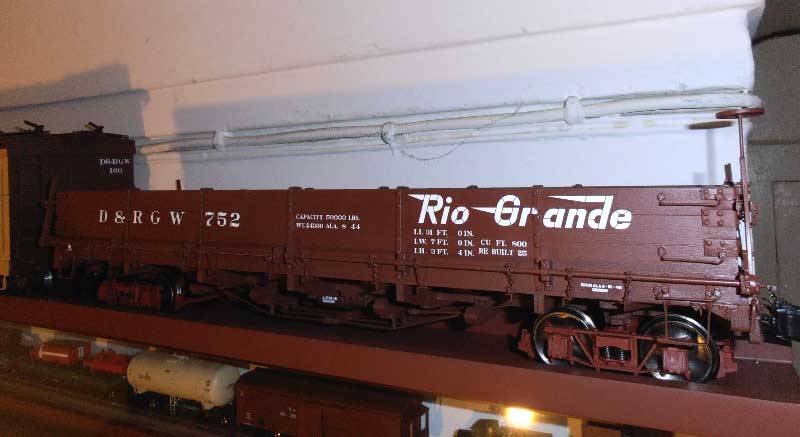 D&RGW
100
D&RGW 752
CAPACITY 50000 LBS.
Rio Grande
I.L. 31 FT. 0 IN.
I.W. 7 FT. 9 IN. CU FT. 800
I.H. 3 FT. 4 IN. RE BUILT 25